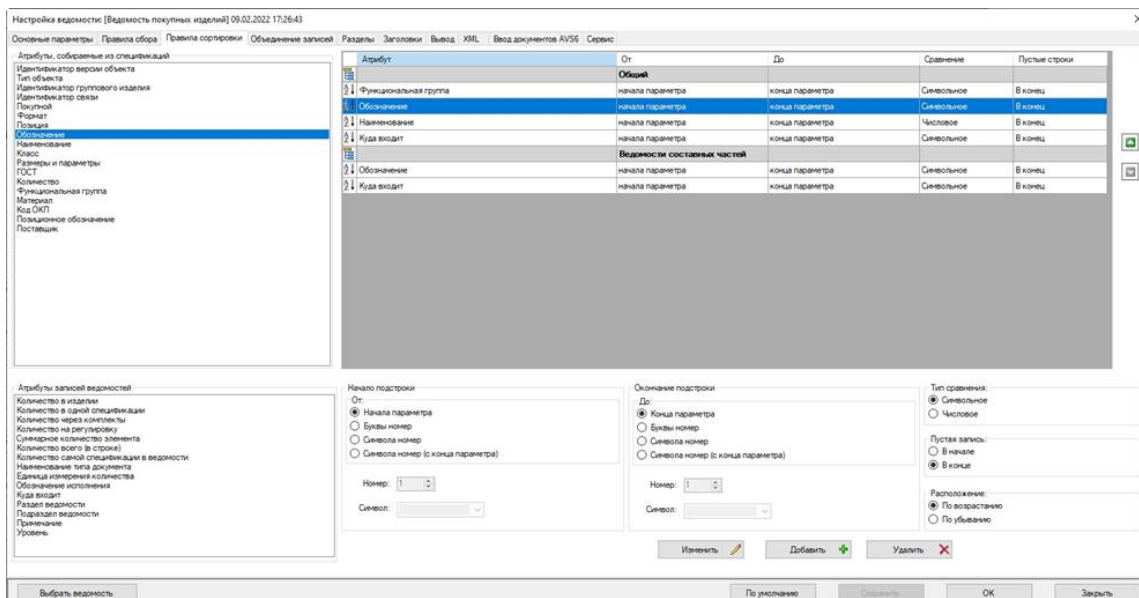 Настройка ведомости: [Ведомость покупных изделий] 09.02.2022 17:26:43
Основные параметры Правила сбора Правила сортировки Объединение записей Разделы Заголовки Вывод XML Ввод документов AVS6 Сервис
Атрибуты, собираемые из спецификаций
Идентификатор версии объекта
Тип объекта
Идентификатор группового изделия
Идентификатор связи
Покупной
Формат
Позиция
Обозначение
Наименование
Класс
Размеры и параметры
ГОСТ
Количество
Функциональная группа
Материал
Код ОКП
Позиционное обозначение
Поставщик
Атрибут От До Сравнение Пустые строки
Общий
Функциональная группа начала параметра конца параметра Символьное В конец
Обозначение начала параметра конца параметра Символьное В конец
Наименование начала параметра конца параметра Числовое В конец
Куда входит начала параметра конца параметра Символьное В конец
Ведомости составных частей
Обозначение начала параметра конца параметра Символьное В конец
Куда входит начала параметра конца параметра Символьное В конец
Атрибуты записей ведомостей
Количество в изделии
Количество в одной спецификации
Количество через комплекты
Количество на регулировку
Суммарное количество элемента
Количество всего (в строке)
Количество самой спецификации в ведомости
Наименование типа документа
Единица измерения количества
Обозначение исполнения
Куда входит
Раздел ведомости
Подраздел ведомости
Примечание
Уровень
Начало подстроки
От:
Начала параметра
Буквы номер
Символа номер
Символа номер (с конца параметра)
Номер: 1
Символ:
Окончание подстроки
До:
Конца параметра
Буквы номер
Символа номер
Символа номер (с конца параметра)
Номер: 1
Символ:
Тип сравнения:
Символьное
Числовое
Пустая запись:
В начале
В конце
Расположение:
По возрастанию
По убыванию
Изменить Добавить Удалить
Выбрать ведомость По умолчанию Сохранить OK Закрыть